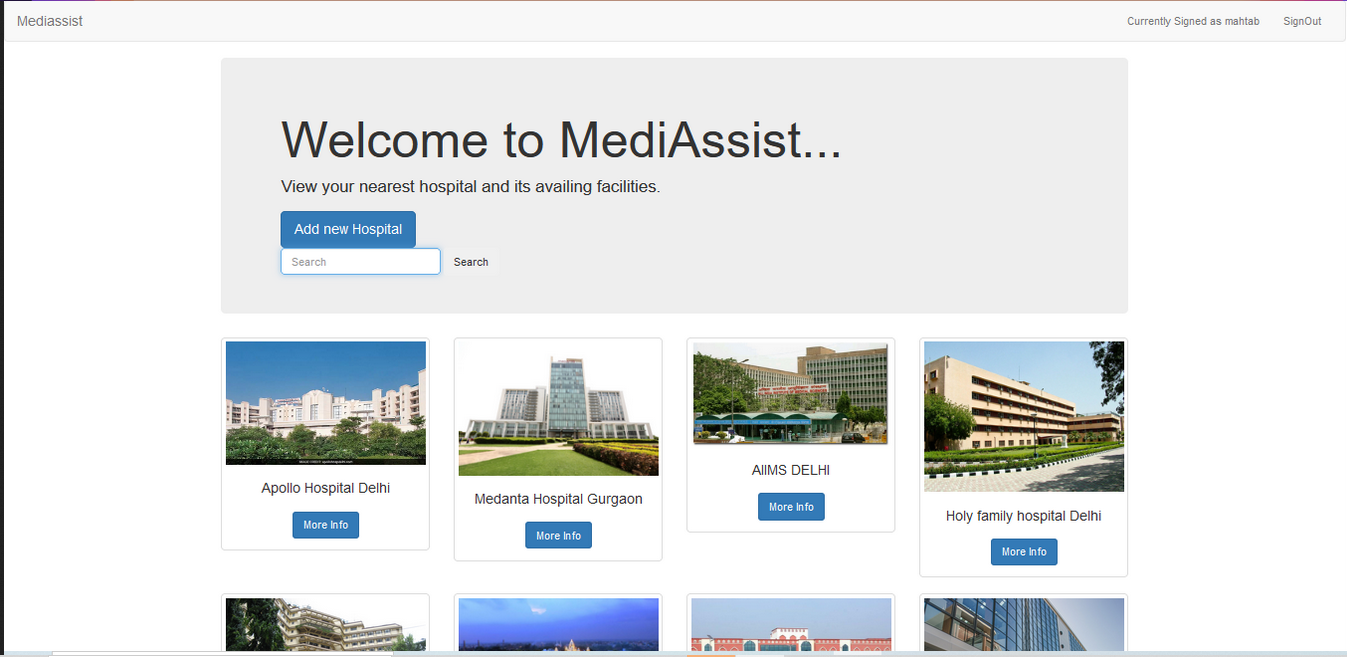 Mediassist
Currently Signed as mahtab
SignOut
Welcome to MediAssist...
View your nearest hospital and its availing facilities.
Add new Hospital
Search
Search
Apollo Hospital Delhi
More Info
Medanta Hospital Gurgaon
More Info
AIIMS DELHI
More Info
Holy family hospital Delhi
More Info